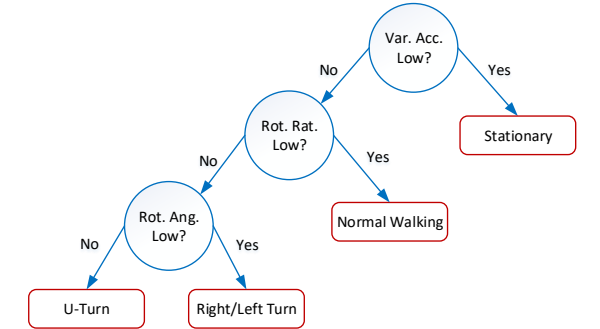 Var. Acc.
Low?
No
Yes
Stationary
Rot. Rat.
Low?
No
Yes
Normal Walking
Rot. Ang.
Low?
No
Yes
U-Turn
Right/Left Turn